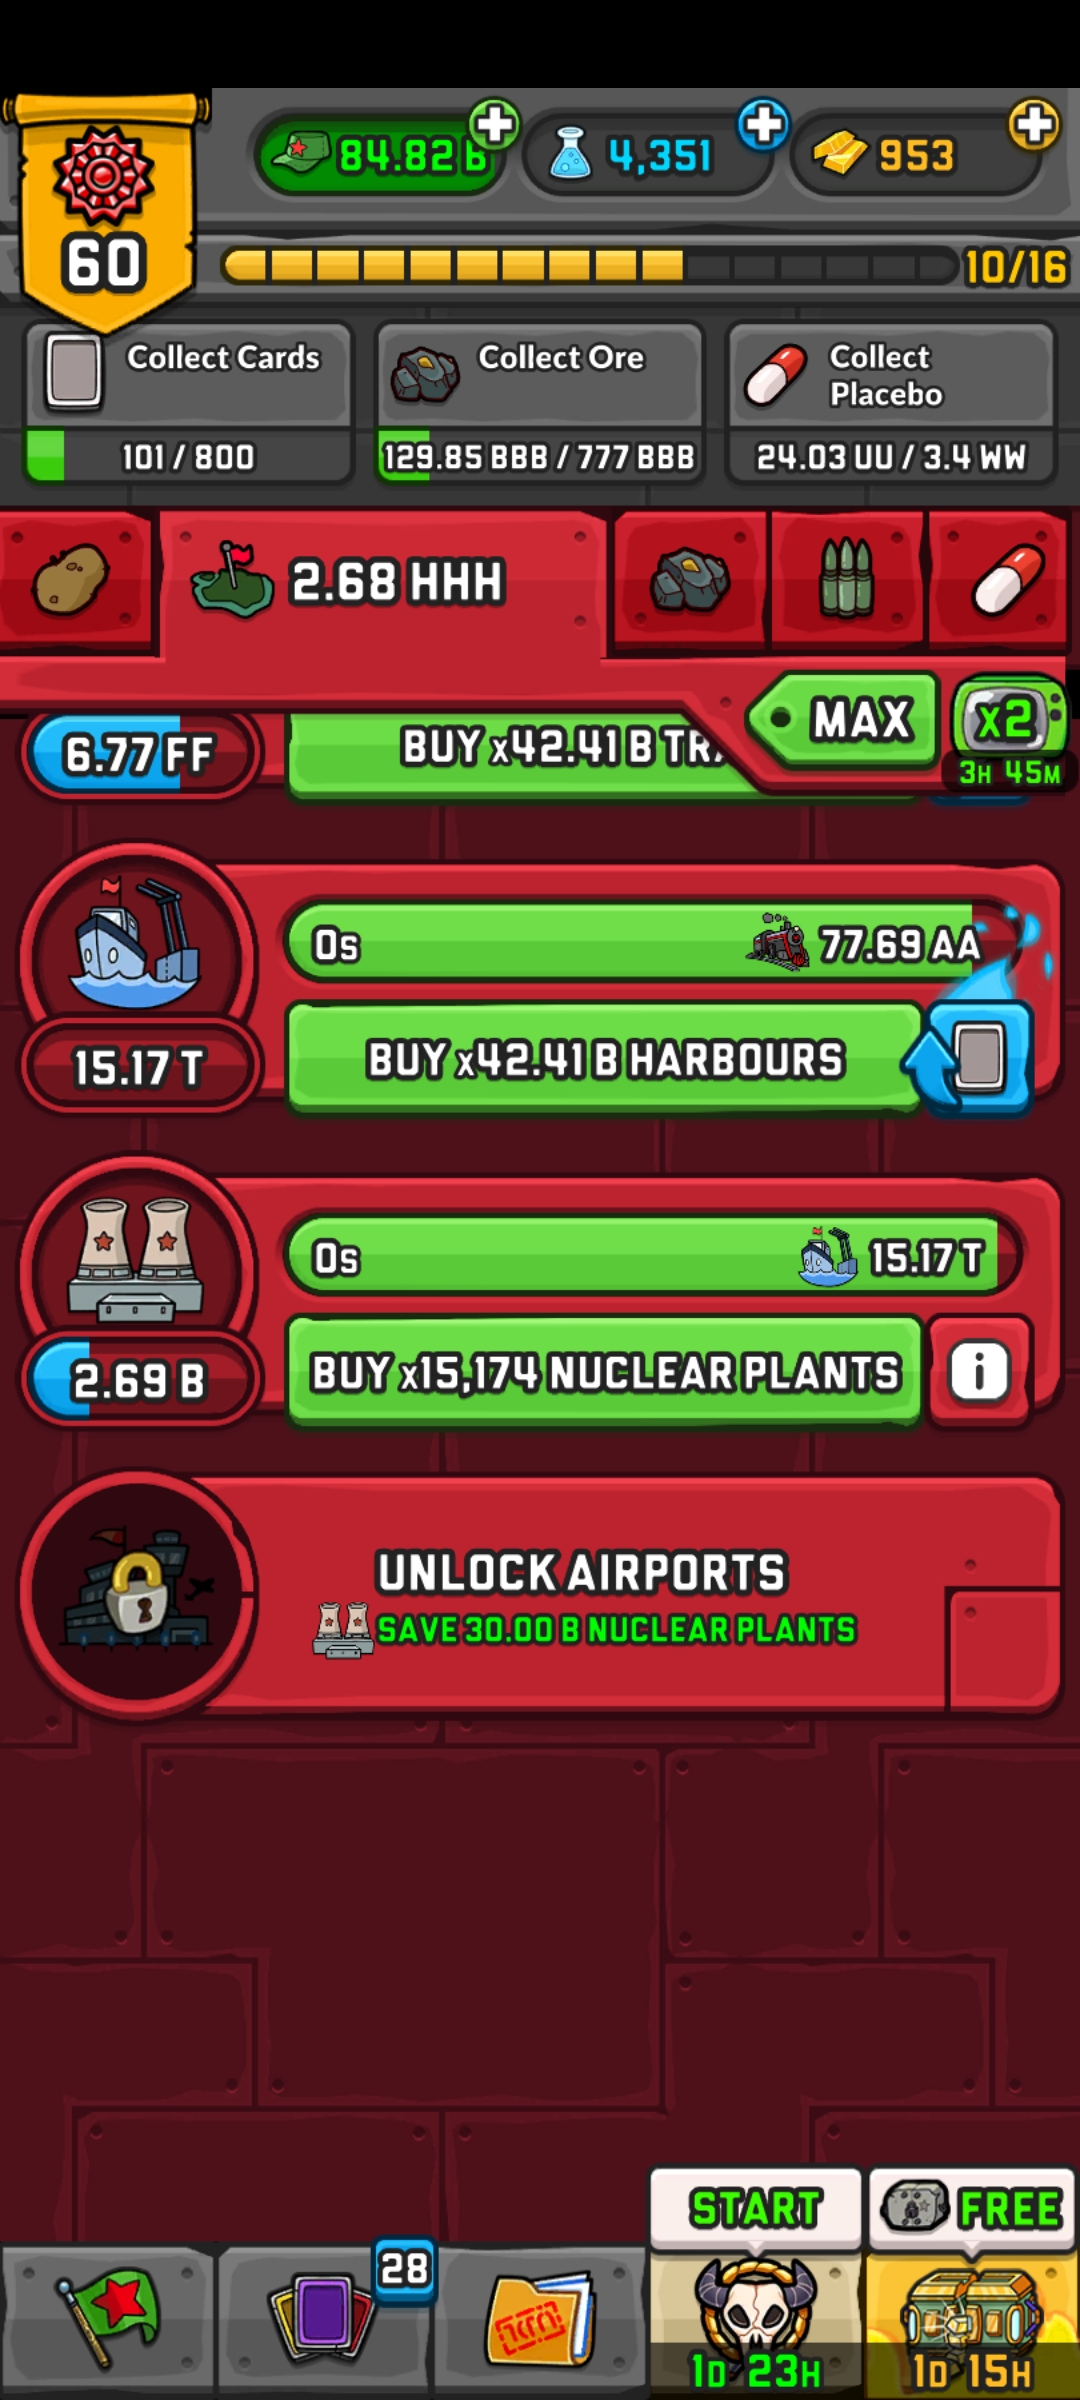 84.82 B
4,351
953
60
10/16
Collect Cards
101 / 800
Collect Ore
129.85 BBB / 777 BBB
Collect
Placebo
24.03 UU / 3.4 WW
2.68 HHH
MAX
x2
3H 45M
6.77 FF
BUY x42.41 B
0s
77.69 AA
15.17 T
BUY x42.41 B HARBOURS
0s
15.17 T
2.69 B
BUY x15,174 NUCLEAR PLANTS
i
UNLOCK AIRPORTS
SAVE 30.00 B NUCLEAR PLANTS
START
FREE
28
1D 23H
1D 15H